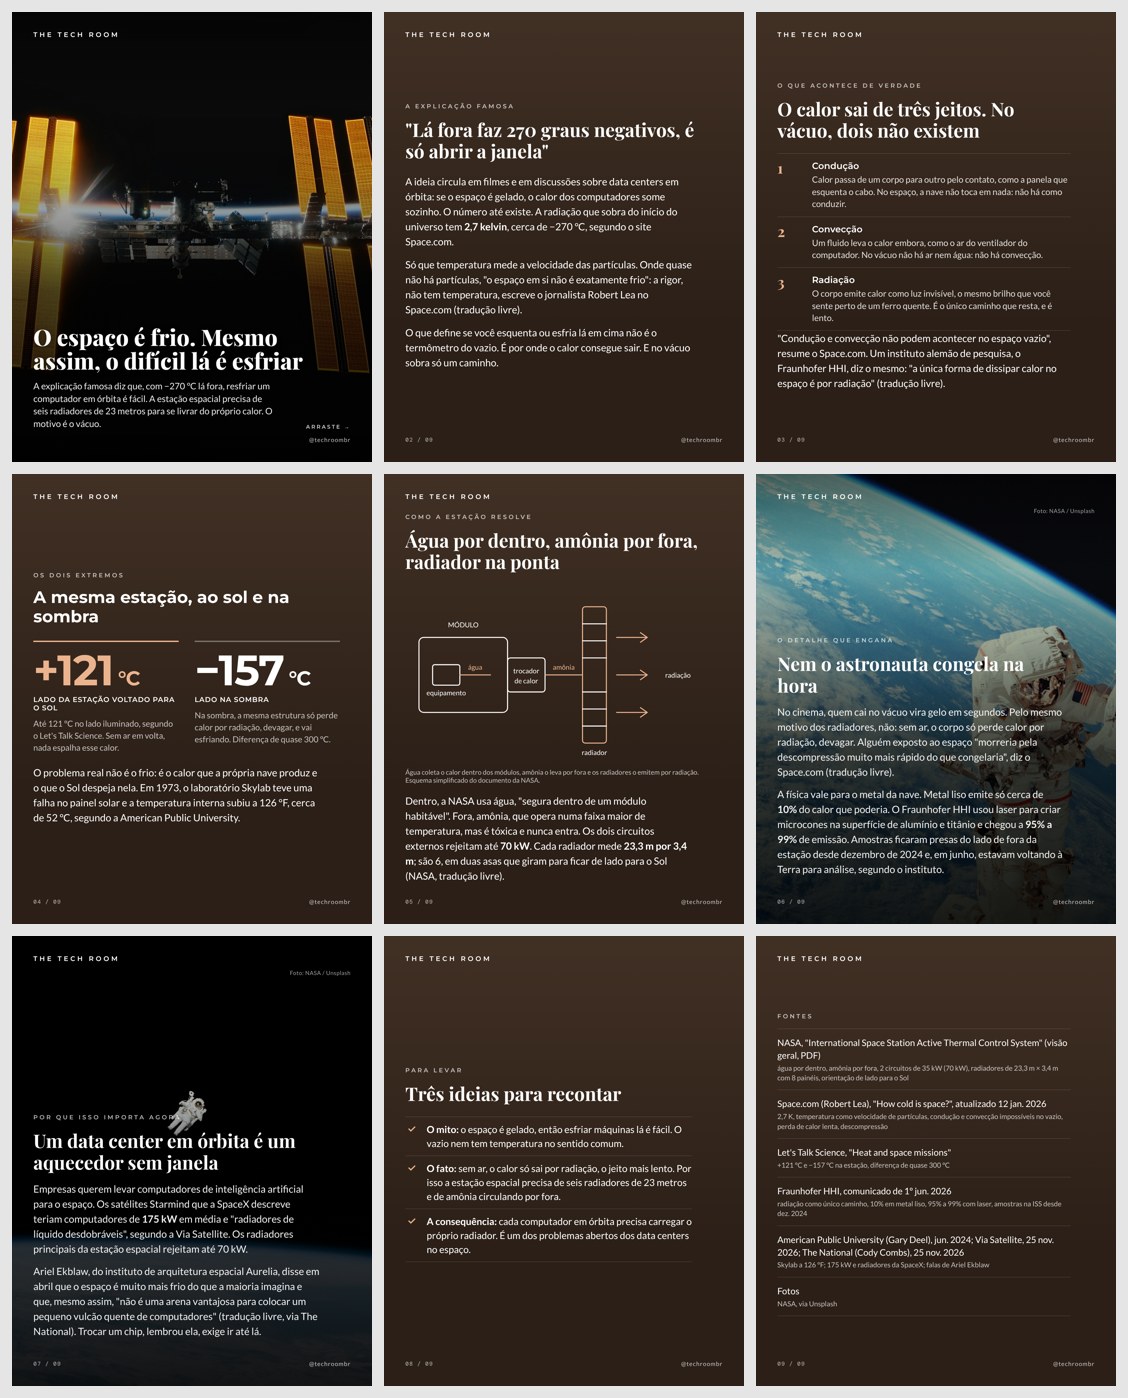 THE TECH ROOM
O espaço é frio. Mesmo
assim, o difícil lá é esfriar
A explicação famosa diz que, com −270 °C lá fora, resfriar um
computador em órbita é fácil. A estação espacial precisa de
seis radiadores de 23 metros para se livrar do próprio calor. O
motivo é o vácuo.
ARRASTE →
@techroombr
THE TECH ROOM
A EXPLICAÇÃO FAMOSA
"Lá fora faz 270 graus negativos, é
só abrir a janela"
A ideia circula em filmes e em discussões sobre data centers em
órbita: se o espaço é gelado, o calor dos computadores some
sozinho. O número até existe. A radiação que sobra do início do
universo tem 2,7 kelvin, cerca de −270 °C, segundo o site
Space.com.
Só que temperatura mede a velocidade das partículas. Onde quase
não há partículas, "o espaço em si não é exatamente frio": a rigor,
não tem temperatura, escreve o jornalista Robert Lea no
Space.com (tradução livre).
O que define se você esquenta ou esfria lá em cima não é o
termômetro do vazio. É por onde o calor consegue sair. E no vácuo
sobra só um caminho.
02 / 09
@techroombr
THE TECH ROOM
O QUE ACONTECE DE VERDADE
O calor sai de três jeitos. No
vácuo, dois não existem
1
Condução
Calor passa de um corpo para outro pelo contato, como a panela que
esquenta o cabo. No espaço, a nave não toca em nada: não há como
conduzir.
2
Convecção
Um fluido leva o calor embora, como o ar do ventilador do
computador. No vácuo não há ar nem água: não há convecção.
3
Radiação
O corpo emite calor como luz invisível, o mesmo brilho que você
sente perto de um ferro quente. É o único caminho que resta, e é
lento.
"Condução e convecção não podem acontecer no espaço vazio",
resume o Space.com. Um instituto alemão de pesquisa, o
Fraunhofer HHI, diz o mesmo: "a única forma de dissipar calor no
espaço é por radiação" (tradução livre).
03 / 09
@techroombr
THE TECH ROOM
OS DOIS EXTREMOS
A mesma estação, ao sol e na
sombra
+121 °C
LADO DA ESTAÇÃO VOLTADO PARA
O SOL
Até 121 °C no lado iluminado, segundo
o Let's Talk Science. Sem ar em volta,
nada espalha esse calor.
−157 °C
LADO NA SOMBRA
Na sombra, a mesma estrutura só perde
calor por radiação, devagar, e vai
esfriando. Diferença de quase 300 °C.
O problema real não é o frio: é o calor que a própria nave produz e
o que o Sol despeja nela. Em 1973, o laboratório Skylab teve uma
falha no painel solar e a temperatura interna subiu a 126 °F, cerca
de 52 °C, segundo a American Public University.
04 / 09
@techroombr
THE TECH ROOM
COMO A ESTAÇÃO RESOLVE
Água por dentro, amônia por fora,
radiador na ponta
MÓDULO
água
equipamento
trocador
de calor
amônia
radiação
radiador
Água coleta o calor dentro dos módulos, amônia o leva por fora e os radiadores o emitem por radiação.
Esquema simplificado do documento da NASA.
Dentro, a NASA usa água, "segura dentro de um módulo
habitável". Fora, amônia, que opera numa faixa maior de
temperatura, mas é tóxica e nunca entra. Os dois circuitos
externos rejeitam até 70 kW. Cada radiador mede 23,3 m por 3,4
m; são 6, em duas asas que giram para ficar de lado para o Sol
(NASA, tradução livre).
05 / 09
@techroombr
THE TECH ROOM
Foto: NASA / Unsplash
O DETALHE QUE ENGANA
Nem o astronauta congela na
hora
No cinema, quem cai no vácuo vira gelo em segundos. Pelo mesmo
motivo dos radiadores, não: sem ar, o corpo só perde calor por
radiação, devagar. Alguém exposto ao espaço "morreria pela
descompressão muito mais rápido do que congelaria", diz o
Space.com (tradução livre).
A física vale para o metal da nave. Metal liso emite só cerca de
10% do calor que poderia. O Fraunhofer HHI usou laser para criar
microcones na superfície de alumínio e titânio e chegou a 95% a
99% de emissão. Amostras ficaram presas do lado de fora da
estação desde dezembro de 2024 e, em junho, estavam voltando à
Terra para análise, segundo o instituto.
06 / 09
@techroombr
THE TECH ROOM
Foto: NASA / Unsplash
POR QUE ISSO IMPORTA AGORA
Um data center em órbita é um
aquecedor sem janela
Empresas querem levar computadores de inteligência artificial
para o espaço. Os satélites Starmind que a SpaceX descreve
teriam computadores de 175 kW em média e "radiadores de
líquido desdobráveis", segundo a Via Satellite. Os radiadores
principais da estação espacial rejeitam até 70 kW.
Ariel Ekblaw, do instituto de arquitetura espacial Aurelia, disse em
abril que o espaço é muito mais frio do que a maioria imagina e
que, mesmo assim, "não é uma arena vantajosa para colocar um
pequeno vulcão quente de computadores" (tradução livre, via The
National). Trocar um chip, lembrou ela, exige ir até lá.
07 / 09
@techroombr
THE TECH ROOM
PARA LEVAR
Três ideias para recontar
O mito: o espaço é gelado, então esfriar máquinas lá é fácil. O
vazio nem tem temperatura no sentido comum.
O fato: sem ar, o calor só sai por radiação, o jeito mais lento. Por
isso a estação espacial precisa de seis radiadores de 23 metros
e de amônia circulando por fora.
A consequência: cada computador em órbita precisa carregar o
próprio radiador. É um dos problemas abertos dos data centers
no espaço.
08 / 09
@techroombr
THE TECH ROOM
FONTES
NASA, "International Space Station Active Thermal Control System" (visão
geral, PDF)
água por dentro, amônia por fora, 2 circuitos de 35 kW (70 kW), radiadores de 23,3 m × 3,4 m
com 8 painéis, orientação de lado para o Sol
Space.com (Robert Lea), "How cold is space?", atualizado 12 jan. 2026
2,7 K, temperatura como velocidade de partículas, condução e convecção impossíveis no vazio,
perda de calor lenta, descompressão
Let's Talk Science, "Heat and space missions"
+121 °C e −157 °C na estação, diferença de quase 300 °C
Fraunhofer HHI, comunicado de 1º jun. 2026
radiação como único caminho, 10% em metal liso, 95% a 99% com laser, amostras na ISS desde
dez. 2024
American Public University (Gary Deel), jun. 2024; Via Satellite, 25 nov.
2026; The National (Cody Combs), 25 nov. 2026
Skylab a 126 °F; 175 kW e radiadores da SpaceX; falas de Ariel Ekblaw
Fotos
NASA, via Unsplash
09 / 09
@techroombr